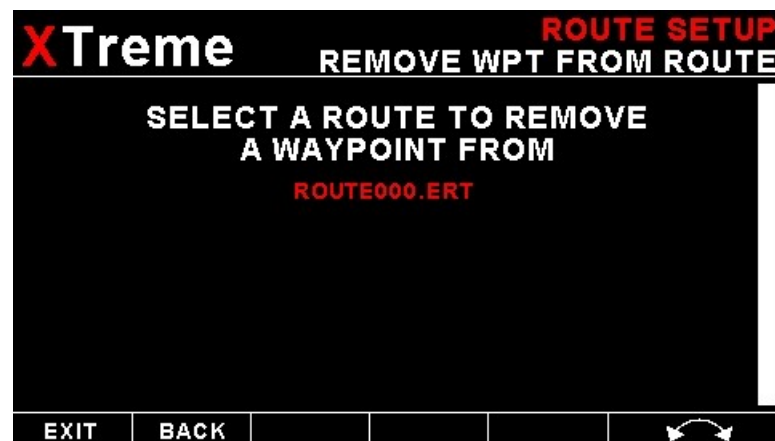 XTreme
ROUTE SETUP
REMOVE WPT FROM ROUTE
SELECT A ROUTE TO REMOVE
A WAYPOINT FROM
ROUTE000.ERT
EXIT BACK